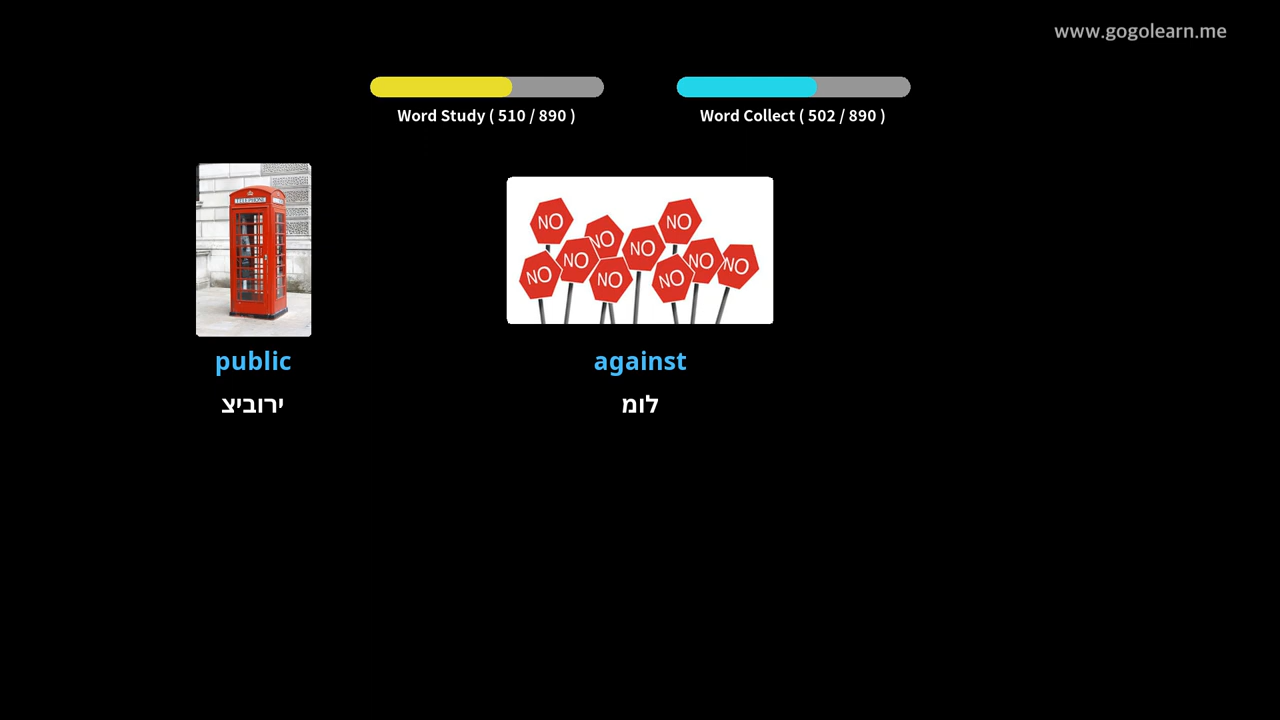 www.gogolearn.me
Word Study ( 510 / 890 )
Word Collect ( 502 / 890 )
TELEPHONE
NO
NO
NO
NO
NO
NO
NO
NO
NO
NO
public
against
ירוביצ
לומ